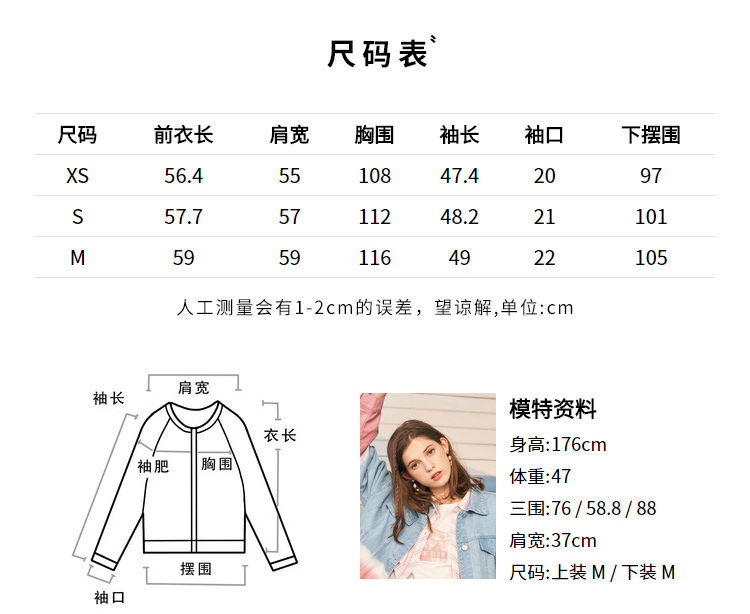 尺码表
尺码 前衣长 肩宽 胸围 袖长 袖口 下摆围
XS 56.4 55 108 47.4 20 97
S 57.7 57 112 48.2 21 101
M 59 59 116 49 22 105
人工测量会有1-2cm的误差，望谅解,单位:cm
肩宽
袖长
衣长
袖肥
胸围
摆围
袖口
模特资料
身高:176cm
体重:47
三围:76 / 58.8 / 88
肩宽:37cm
尺码:上装 M / 下装 M